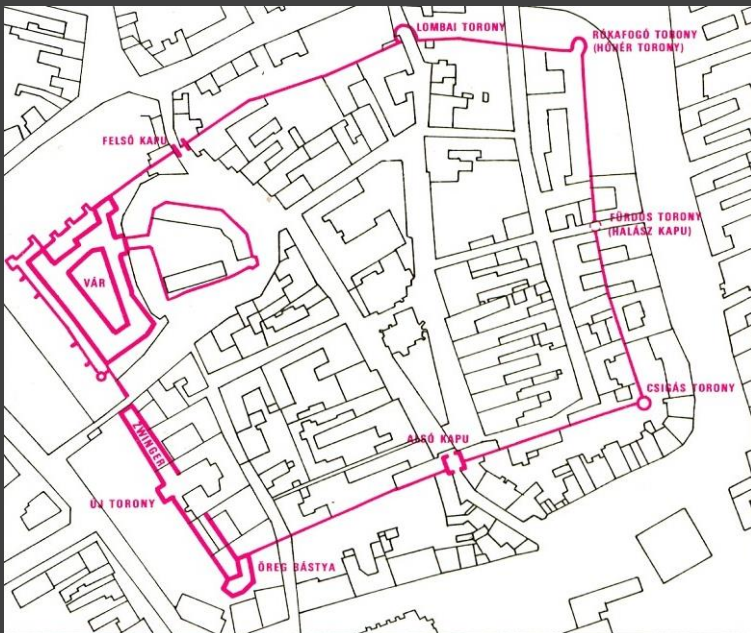 LOMBAI TORONY
RÓKAFOGÓ TORONY
(HÓHÉR TORONY)
FELSŐ KAPU
FÜRDŐS TORONY
(HALÁSZ KAPU)
VÁR
CSIGÁS TORONY
ALSÓ KAPU
ZWINGER
ÚJ TORONY
ÖREG BÁSTYA